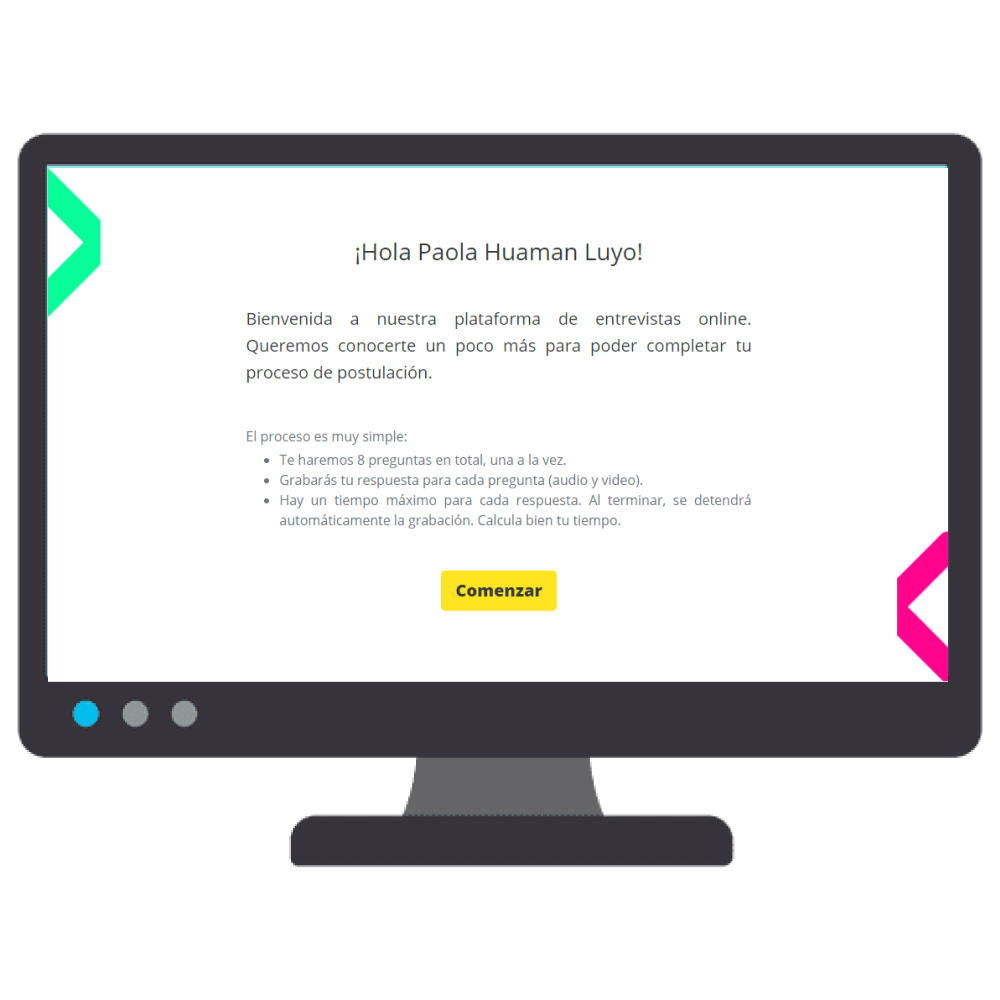 ¡Hola Paola Huaman Luyo!
Bienvenida a nuestra plataforma de entrevistas online.
Queremos conocerte un poco más para poder completar tu
proceso de postulación.
El proceso es muy simple:
• Te haremos 8 preguntas en total, una a la vez.
• Grabarás tu respuesta para cada pregunta (audio y video).
• Hay un tiempo máximo para cada respuesta. Al terminar, se detendrá
automáticamente la grabación. Calcula bien tu tiempo.
Comenzar